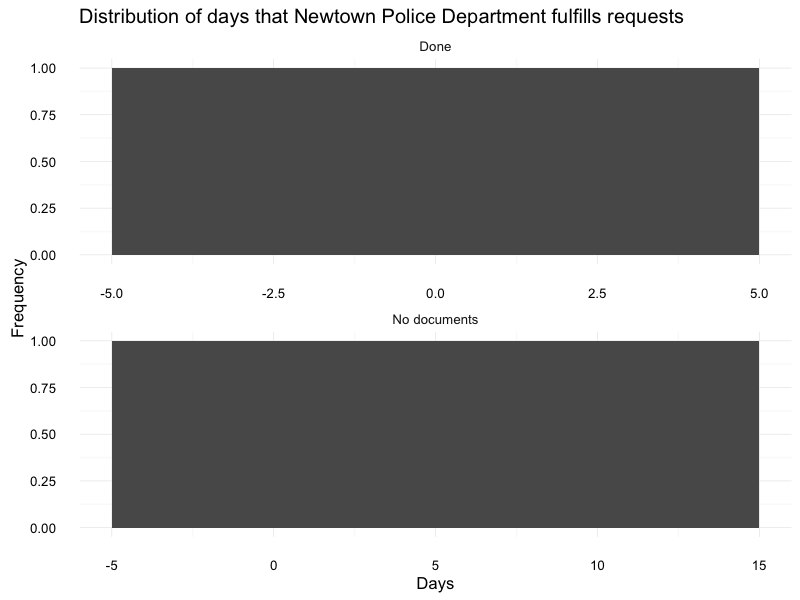 Distribution of days that Newtown Police Department fulfills requests
Done
1.00
0.75
0.50
0.25
0.00
-5.0 -2.5 0.0 2.5 5.0
Frequency
No documents
1.00
0.75
0.50
0.25
0.00
-5 0 5 10 15
Days